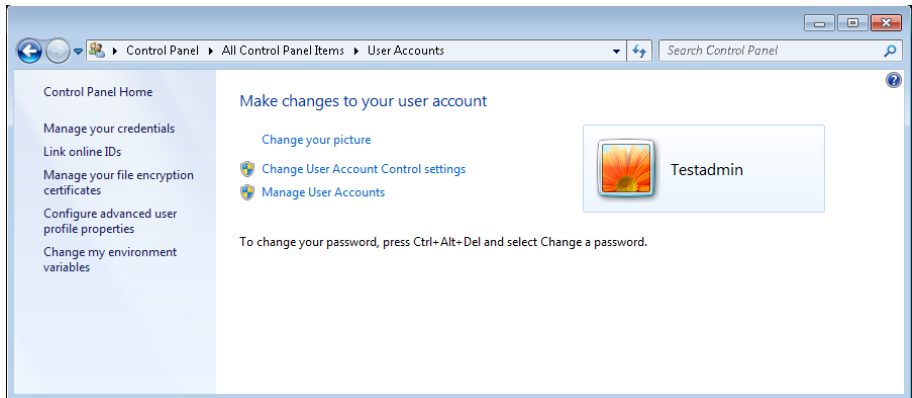 Control Panel All Control Panel Items User Accounts
Search Control Panel
Control Panel Home
Manage your credentials
Link online IDs
Manage your file encryption
certificates
Configure advanced user
profile properties
Change my environment
variables
Make changes to your user account
Change your picture
Change User Account Control settings
Manage User Accounts
Testadmin
To change your password, press Ctrl+Alt+Del and select Change a password.